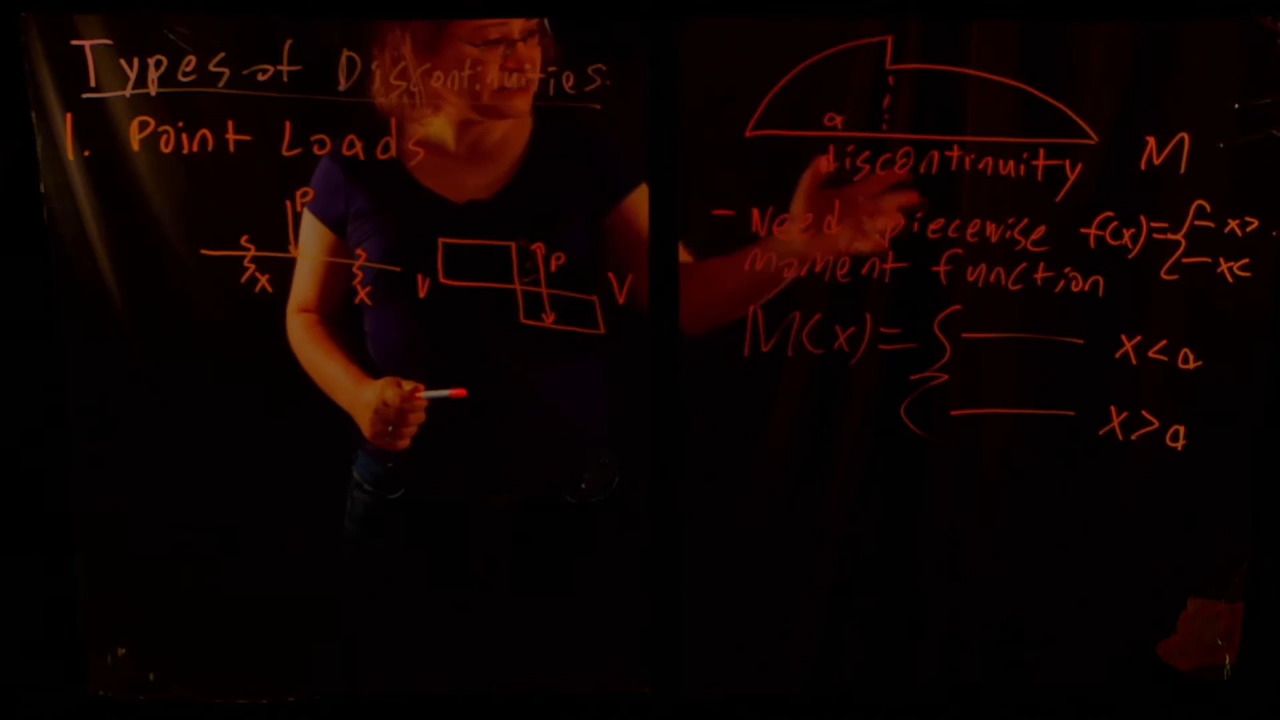 Types of Discontinuities.
1. Point Loads
P
x
x
V
P
V
a
discontinuity
M
- Need piecewise f(x)={ - x>
moment function - x<
M(x)={ —— x<a
—— x>a